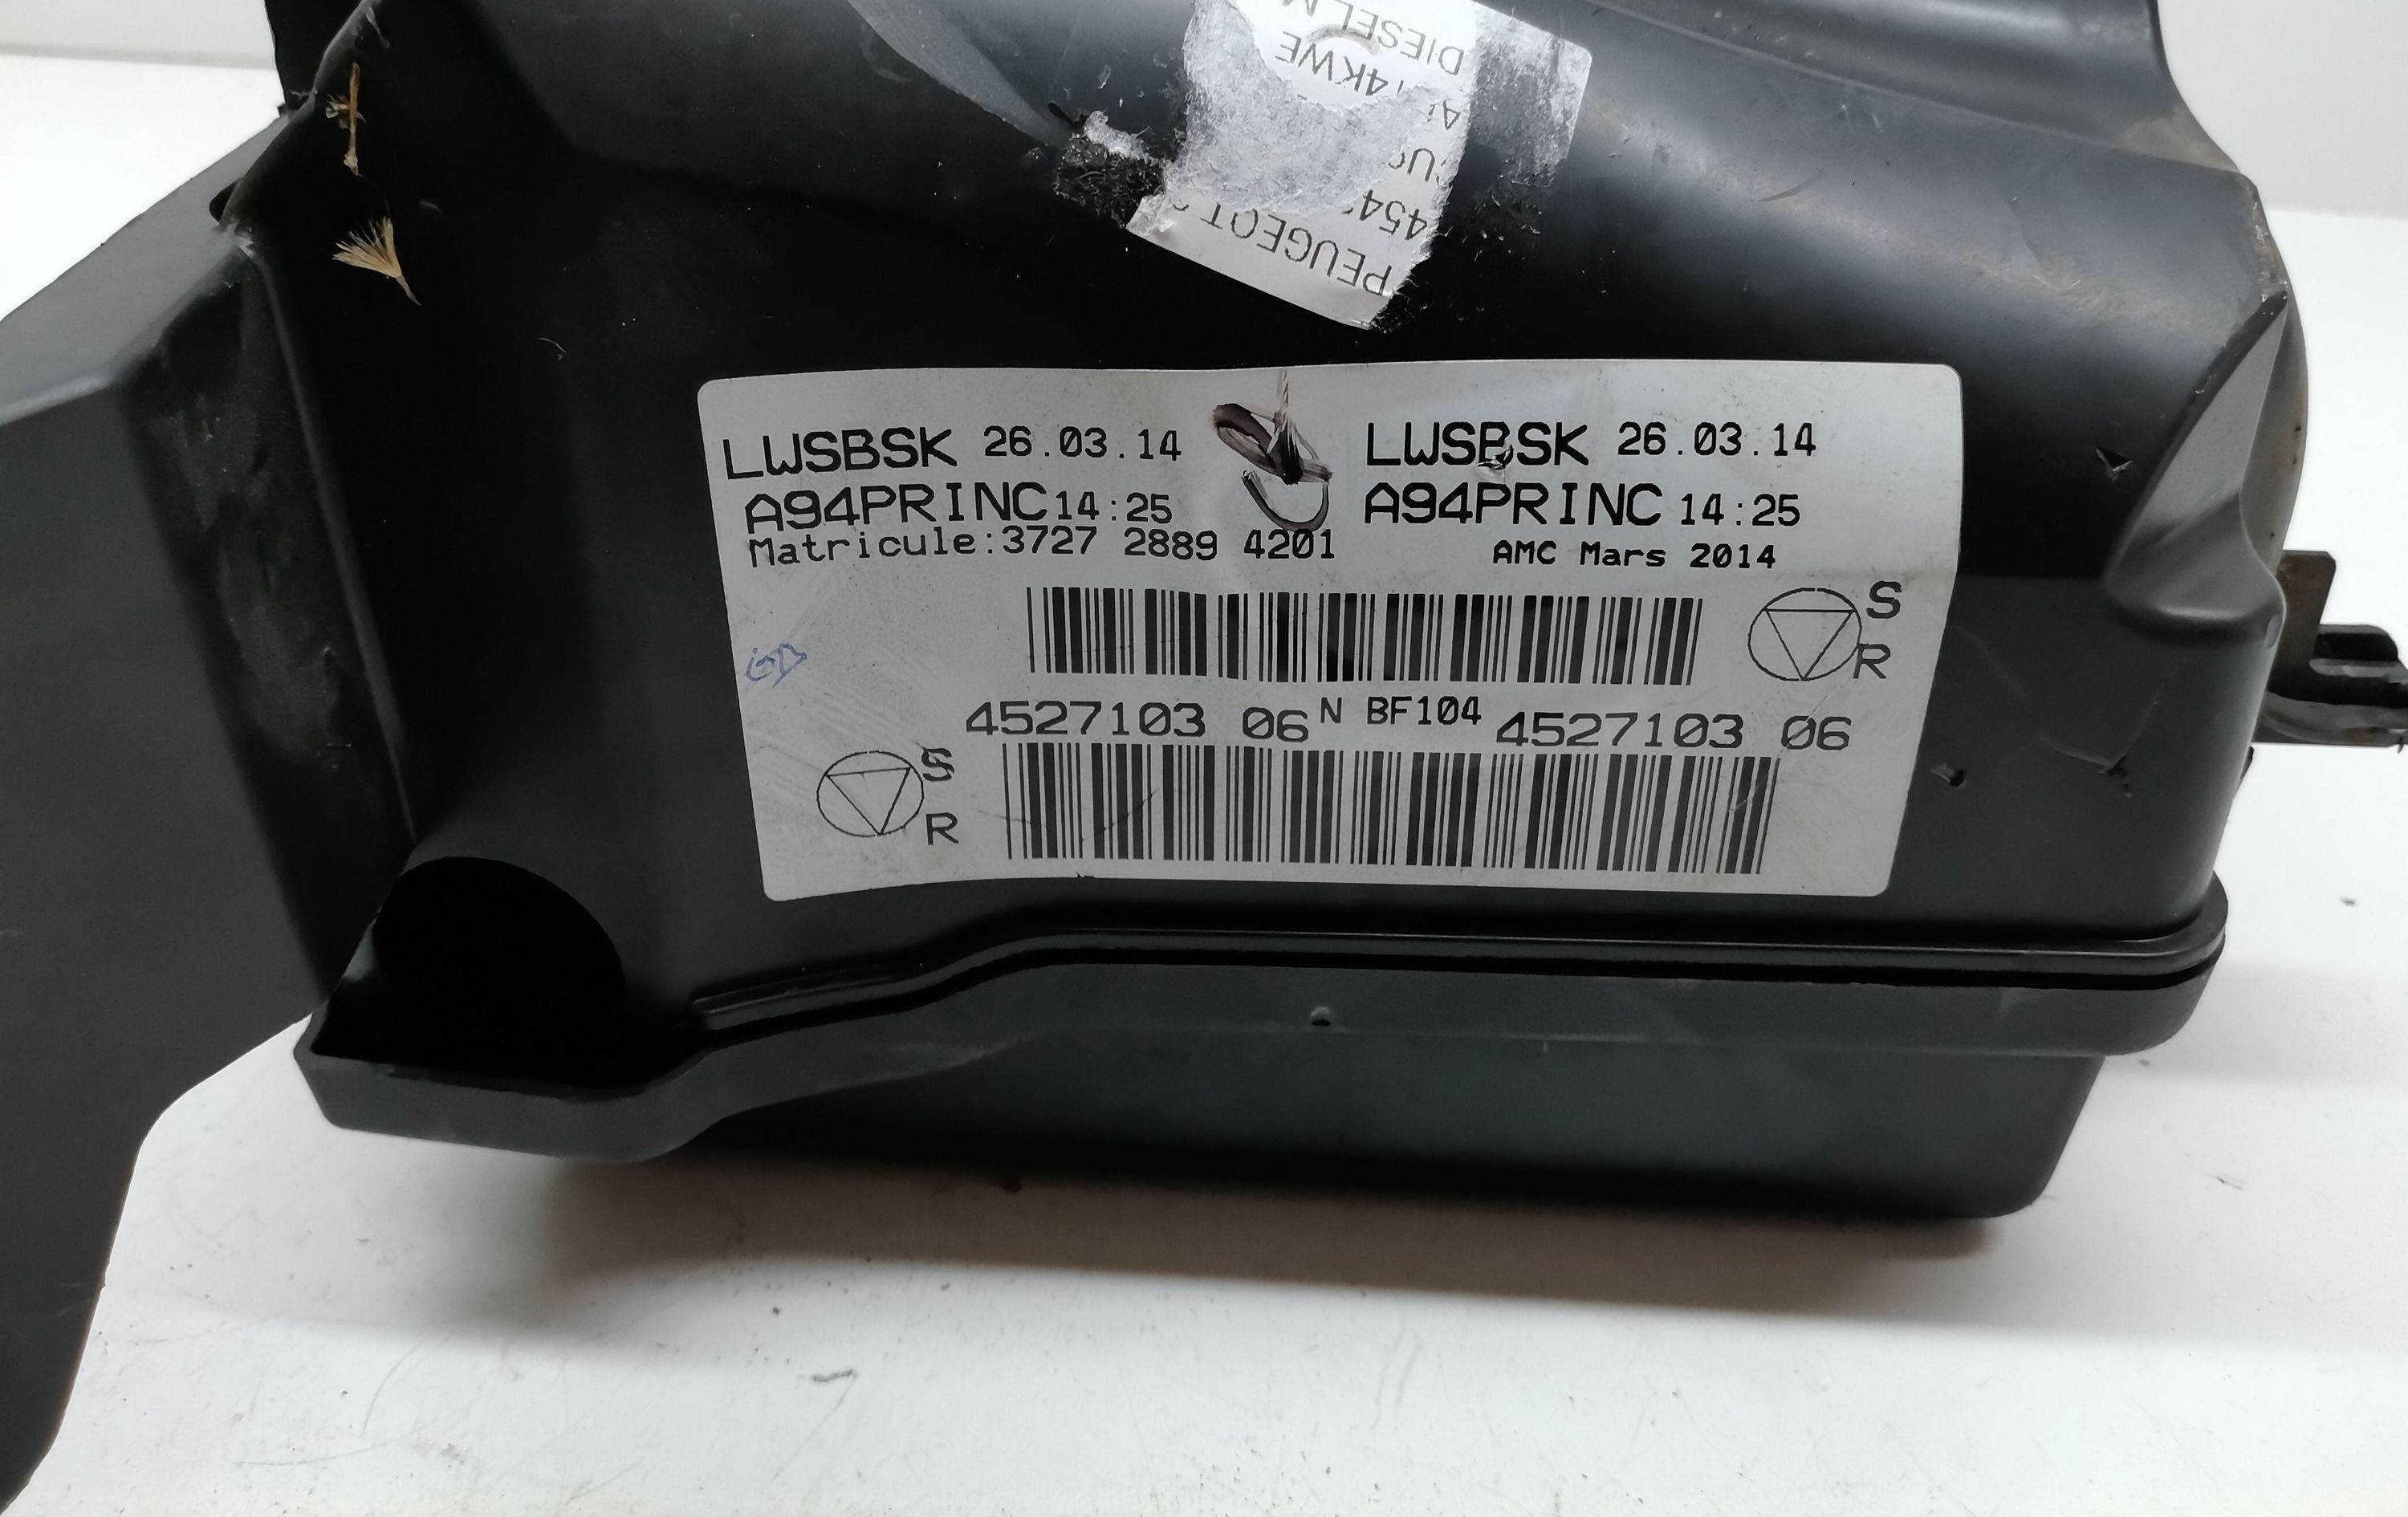 DIESEL M
4KWE
PEUGEOT
LWSBSK 26.03.14 LWSBSK 26.03.14
A94PRINC 14:25 A94PRINC 14:25
Matricule:3727 2889 4201 AMC Mars 2014
S
R
4527103 06 N BF104 4527103 06
S
R